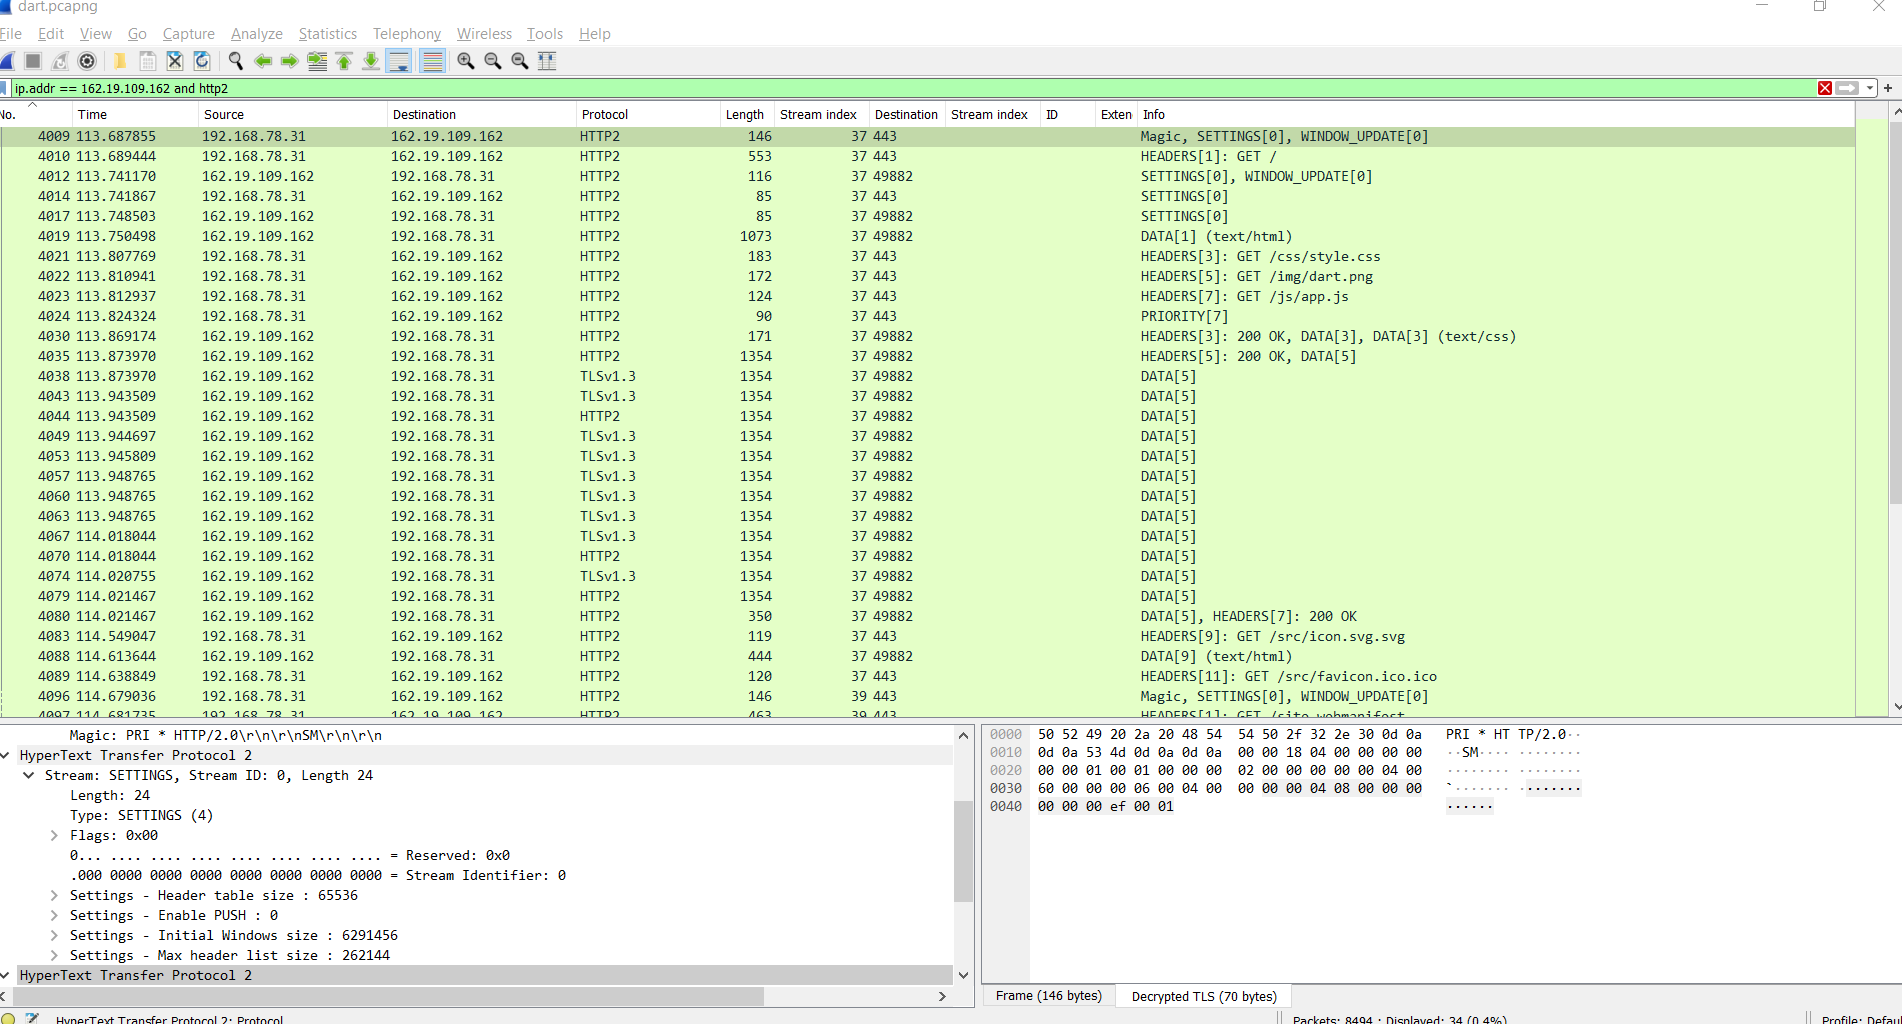 dart.pcapng
File Edit View Go Capture Analyze Statistics Telephony Wireless Tools Help
ip.addr == 162.19.109.162 and http2
No. Time Source Destination Protocol Length Stream index Destination Stream index ID Exten Info
4009 113.687855 192.168.78.31 162.19.109.162 HTTP2 146 37 443 Magic, SETTINGS[0], WINDOW_UPDATE[0]
4010 113.689444 192.168.78.31 162.19.109.162 HTTP2 553 37 443 HEADERS[1]: GET /
4012 113.741170 162.19.109.162 192.168.78.31 HTTP2 116 37 49882 SETTINGS[0], WINDOW_UPDATE[0]
4014 113.741867 192.168.78.31 162.19.109.162 HTTP2 85 37 443 SETTINGS[0]
4017 113.748503 162.19.109.162 192.168.78.31 HTTP2 85 37 49882 SETTINGS[0]
4019 113.750498 162.19.109.162 192.168.78.31 HTTP2 1073 37 49882 DATA[1] (text/html)
4021 113.807769 192.168.78.31 162.19.109.162 HTTP2 183 37 443 HEADERS[3]: GET /css/style.css
4022 113.810941 192.168.78.31 162.19.109.162 HTTP2 172 37 443 HEADERS[5]: GET /img/dart.png
4023 113.812937 192.168.78.31 162.19.109.162 HTTP2 124 37 443 HEADERS[7]: GET /js/app.js
4024 113.824324 192.168.78.31 162.19.109.162 HTTP2 90 37 443 PRIORITY[7]
4030 113.869174 162.19.109.162 192.168.78.31 HTTP2 171 37 49882 HEADERS[3]: 200 OK, DATA[3], DATA[3] (text/css)
4035 113.873970 162.19.109.162 192.168.78.31 HTTP2 1354 37 49882 HEADERS[5]: 200 OK, DATA[5]
4038 113.873970 162.19.109.162 192.168.78.31 TLSv1.3 1354 37 49882 DATA[5]
4043 113.943509 162.19.109.162 192.168.78.31 TLSv1.3 1354 37 49882 DATA[5]
4044 113.943509 162.19.109.162 192.168.78.31 HTTP2 1354 37 49882 DATA[5]
4049 113.944697 162.19.109.162 192.168.78.31 TLSv1.3 1354 37 49882 DATA[5]
4053 113.945809 162.19.109.162 192.168.78.31 TLSv1.3 1354 37 49882 DATA[5]
4057 113.948765 162.19.109.162 192.168.78.31 TLSv1.3 1354 37 49882 DATA[5]
4060 113.948765 162.19.109.162 192.168.78.31 TLSv1.3 1354 37 49882 DATA[5]
4063 113.948765 162.19.109.162 192.168.78.31 TLSv1.3 1354 37 49882 DATA[5]
4067 114.018044 162.19.109.162 192.168.78.31 TLSv1.3 1354 37 49882 DATA[5]
4070 114.018044 162.19.109.162 192.168.78.31 HTTP2 1354 37 49882 DATA[5]
4074 114.020755 162.19.109.162 192.168.78.31 TLSv1.3 1354 37 49882 DATA[5]
4079 114.021467 162.19.109.162 192.168.78.31 HTTP2 1354 37 49882 DATA[5]
4080 114.021467 162.19.109.162 192.168.78.31 HTTP2 350 37 49882 DATA[5], HEADERS[7]: 200 OK
4083 114.549047 192.168.78.31 162.19.109.162 HTTP2 119 37 443 HEADERS[9]: GET /src/icon.svg.svg
4088 114.613644 162.19.109.162 192.168.78.31 HTTP2 444 37 49882 DATA[9] (text/html)
4089 114.638849 192.168.78.31 162.19.109.162 HTTP2 120 37 443 HEADERS[11]: GET /src/favicon.ico.ico
4096 114.679036 192.168.78.31 162.19.109.162 HTTP2 146 39 443 Magic, SETTINGS[0], WINDOW_UPDATE[0]
4097 114.681735 192.168.78.31 162.19.109.162 HTTP2 463 39 443 HEADERS[1]: GET /site.webmanifest
Magic: PRI * HTTP/2.0\r\n\r\nSM\r\n\r\n
HyperText Transfer Protocol 2
Stream: SETTINGS, Stream ID: 0, Length 24
Length: 24
Type: SETTINGS (4)
Flags: 0x00
0... .... .... .... .... .... .... .... = Reserved: 0x0
.000 0000 0000 0000 0000 0000 0000 0000 = Stream Identifier: 0
Settings - Header table size : 65536
Settings - Enable PUSH : 0
Settings - Initial Windows size : 6291456
Settings - Max header list size : 262144
HyperText Transfer Protocol 2
0000 50 52 49 20 2a 20 48 54 54 50 2f 32 2e 30 0d 0a PRI * HT TP/2.0··
0010 0d 0a 53 4d 0d 0a 0d 0a 00 00 18 04 00 00 00 00 ··SM···· ········
0020 00 00 01 00 01 00 00 00 02 00 00 00 00 00 04 00 ········ ········
0030 60 00 00 00 06 00 04 00 00 00 00 04 08 00 00 00 `······· ········
0040 00 00 00 ef 00 01 ······
Frame (146 bytes) Decrypted TLS (70 bytes)
HyperText Transfer Protocol 2: Protocol Packets: 8494 · Displayed: 34 (0.4%) Profile: Defau